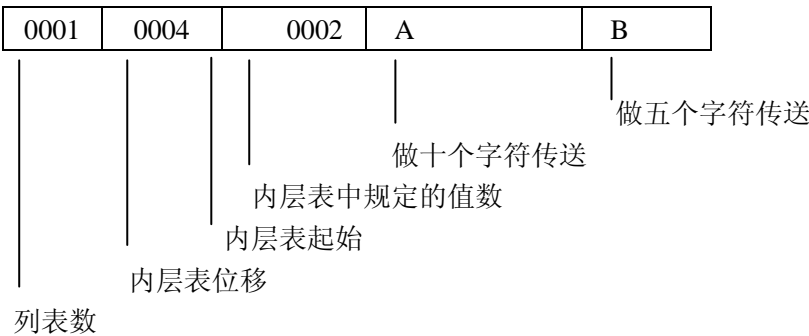 0001 0004 0002 A B
做五个字符传送
做十个字符传送
内层表中规定的值数
内层表起始
内层表位移
列表数